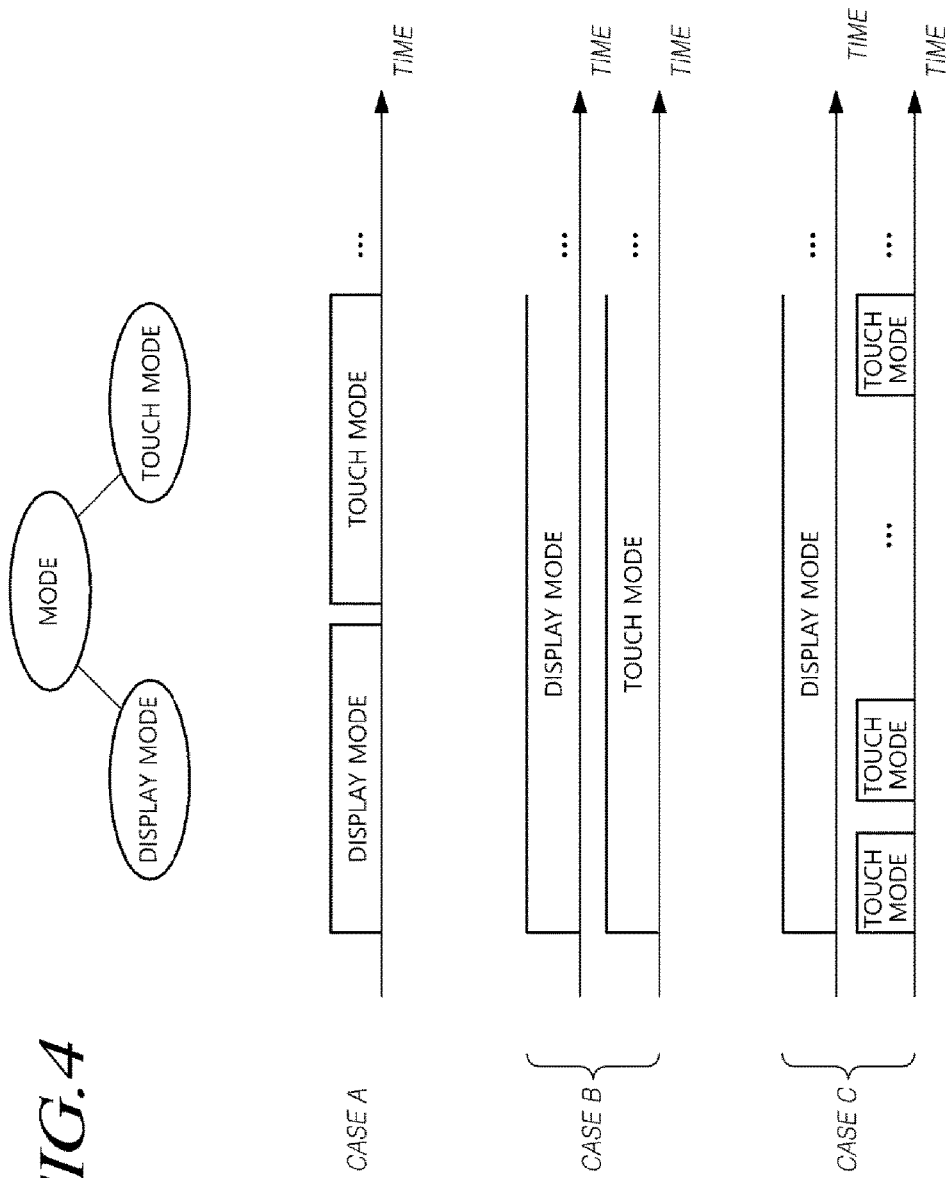 FIG.4
MODE
DISPLAY MODE
TOUCH MODE
CASE A
DISPLAY MODE
TOUCH MODE
...
TIME
CASE B
DISPLAY MODE
...
TIME
TOUCH MODE
...
TIME
CASE C
DISPLAY MODE
...
TIME
TOUCH
MODE
TOUCH
MODE
...
TOUCH
MODE
...
TIME